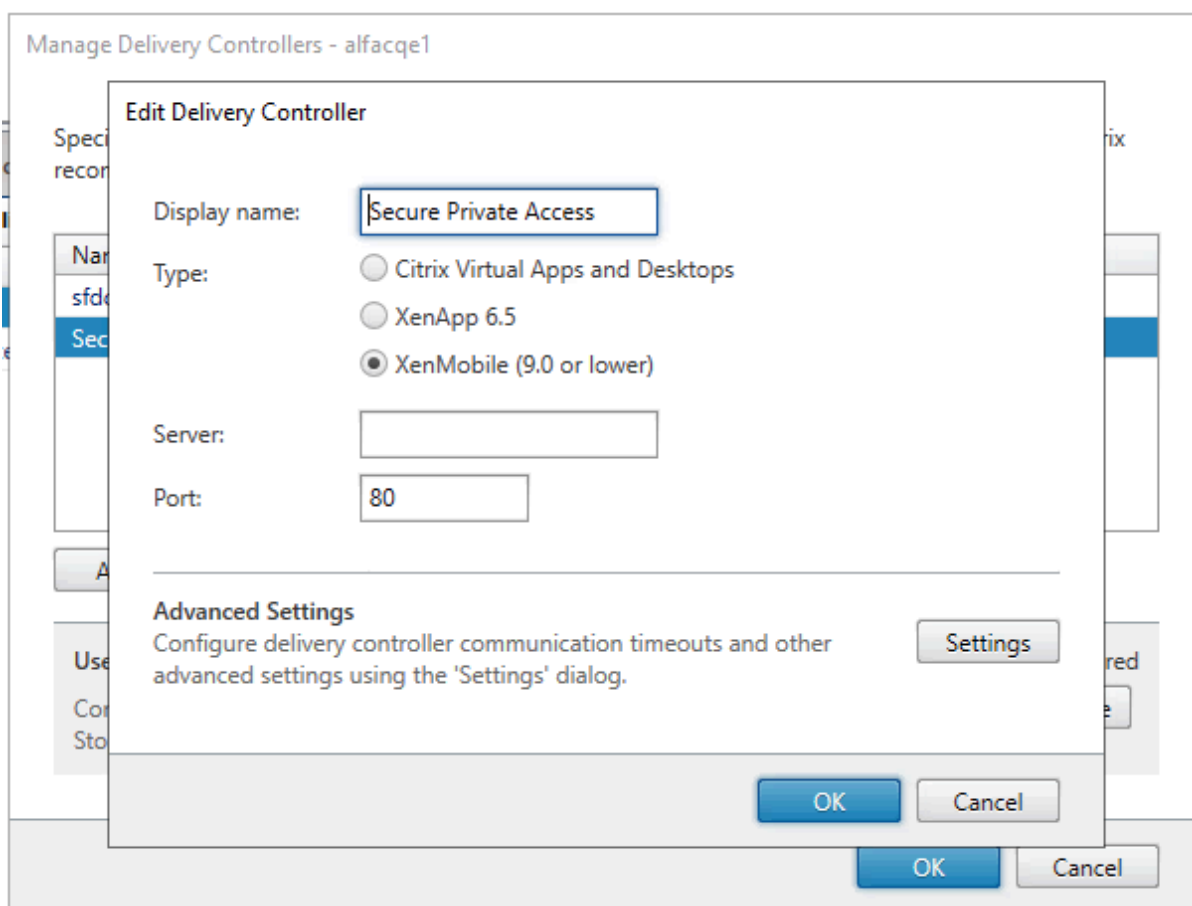 Manage Delivery Controllers - alfacqe1
Edit Delivery Controller
Display name: Secure Private Access
Type: Citrix Virtual Apps and Desktops
XenApp 6.5
XenMobile (9.0 or lower)
Server:
Port: 80
Advanced Settings
Configure delivery controller communication timeouts and other
advanced settings using the 'Settings' dialog.
Settings
OK Cancel
OK Cancel